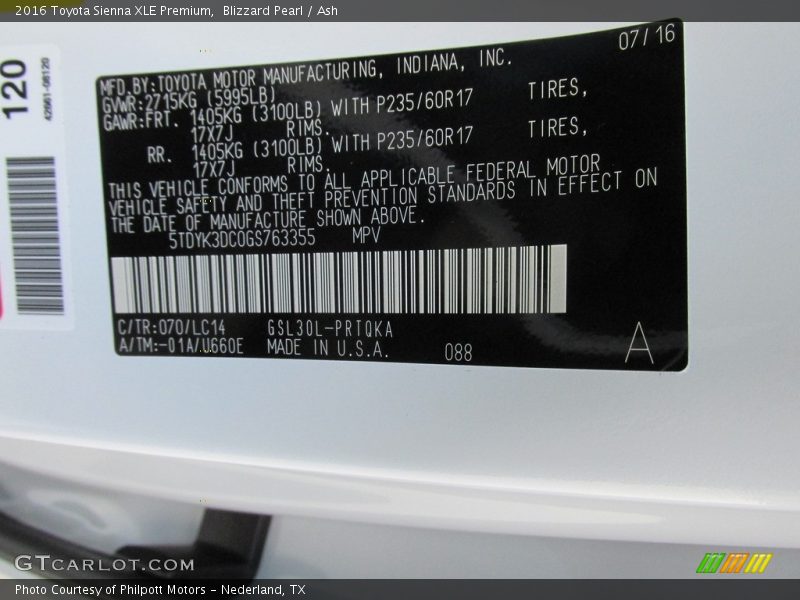 2016 Toyota Sienna XLE Premium,  Blizzard Pearl / Ash
120
42661-08120
07/16
MFD.BY:TOYOTA MOTOR MANUFACTURING, INDIANA, INC.
GVWR:2715KG (5995LB)
GAWR:FRT. 1405KG (3100LB) WITH P235/60R17 TIRES,
17X7J RIMS.
RR. 1405KG (3100LB) WITH P235/60R17 TIRES,
17X7J RIMS.
THIS VEHICLE CONFORMS TO ALL APPLICABLE FEDERAL MOTOR
VEHICLE SAFETY AND THEFT PREVENTION STANDARDS IN EFFECT ON
THE DATE OF MANUFACTURE SHOWN ABOVE.
5TDYK3DC0GS763355 MPV
C/TR:070/LC14 GSL30L-PRTQKA
A/TM:-01A/U660E MADE IN U.S.A. 088 A
GTCARLOT.COM
Photo Courtesy of Philpott Motors - Nederland, TX